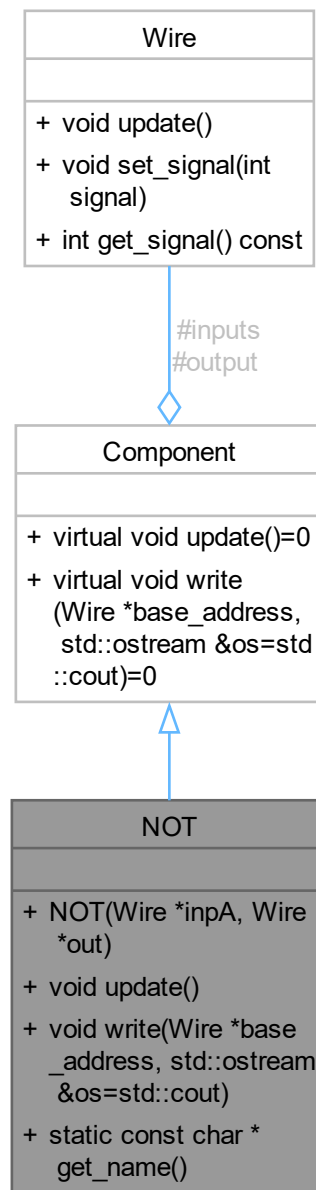 Wire
+ void update()
+ void set_signal(int
signal)
+ int get_signal() const
#inputs
#output
Component
+ virtual void update()=0
+ virtual void write
(Wire *base_address,
std::ostream &os=std
::cout)=0
NOT
+ NOT(Wire *inpA, Wire
*out)
+ void update()
+ void write(Wire *base
_address, std::ostream
&os=std::cout)
+ static const char *
get_name()